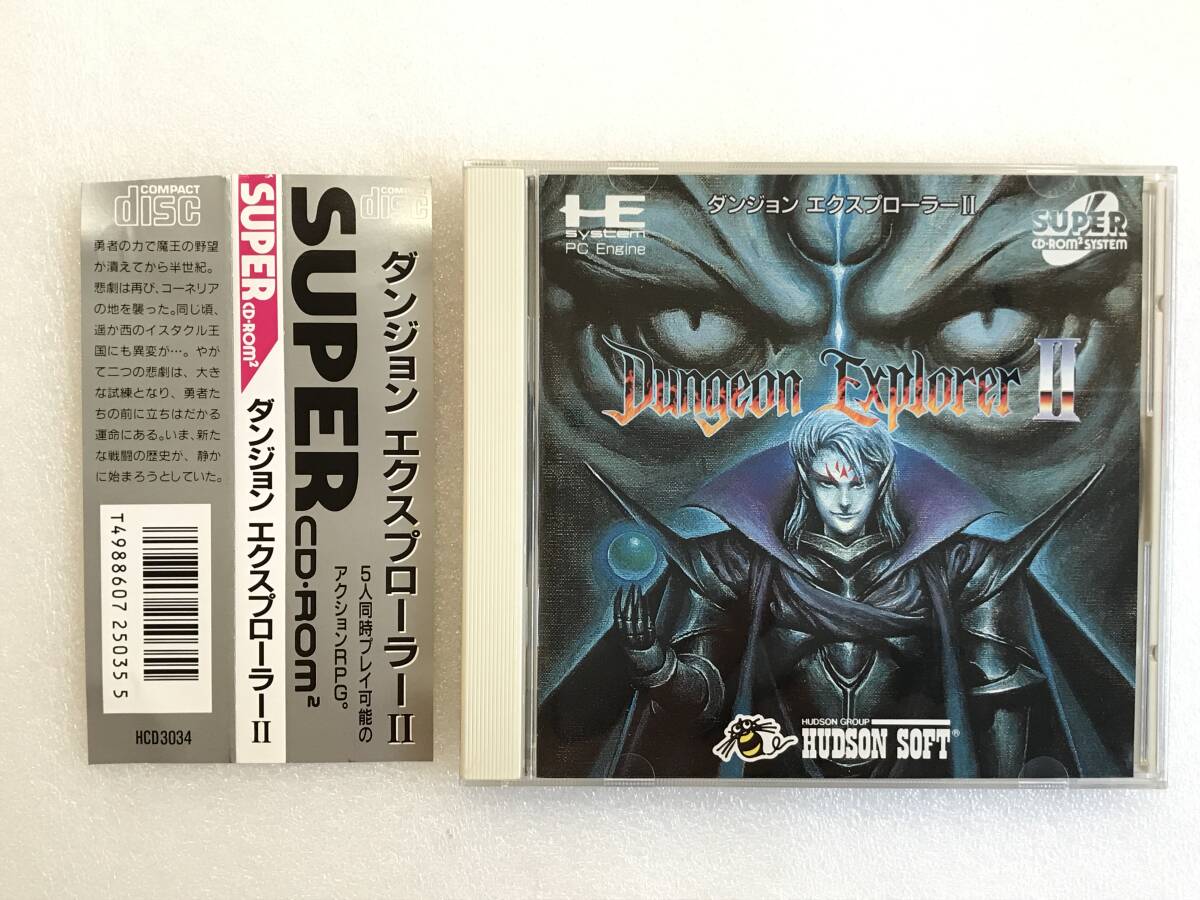 COMPACT
disc
勇者の力で魔王の野望
が潰えてから半世紀。
悲劇は再び、コーネリア
の地を襲った。同じ頃、
遥か西のイスタクル王
国にも異変が…。やが
て二つの悲劇は、大き
な試練となり、勇者た
ちの前に立ちはだかる
運命にある。いま、新た
な戦闘の歴史が、静か
に始まろうとしていた。
T4988607 25035 5
HCD3034
SUPER CD-ROM2
ダンジョン エクスプローラーII
COMPACT
disc
SUPER CD・ROM2
ダンジョン エクスプローラーII
5人同時プレイ可能の
アクションRPG。
HE
system
PC Engine
ダンジョン エクスプローラーII
SUPER
CD-ROM2 SYSTEM
Dungeon Explorer II
HUDSON GROUP
HUDSON SOFT®